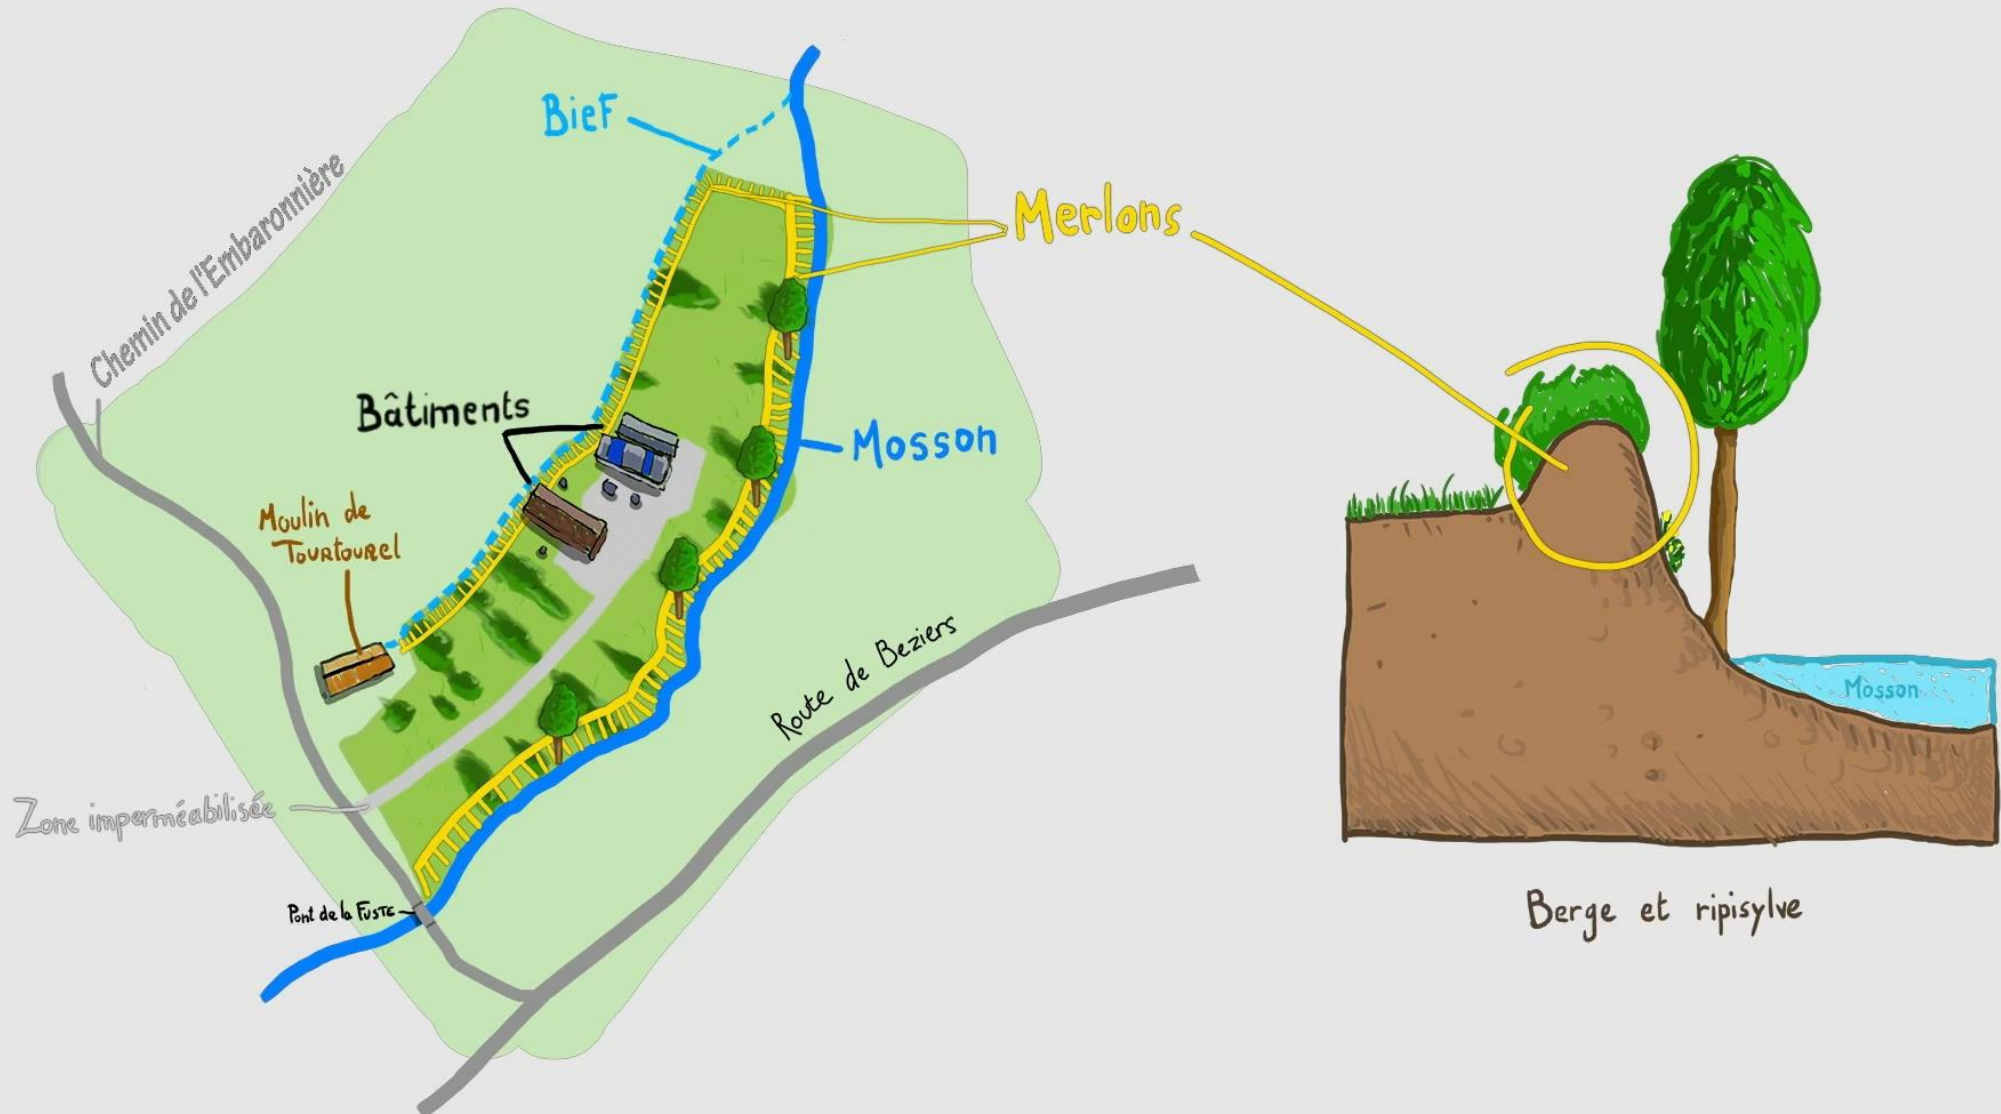 Bief
Chemin de l'Embaronnière
Merlons
Bâtiments
Mosson
Moulin de
Tourtourel
Route de Beziers
Zone imperméabilisée
Pont de la Fuste
Mosson
Berge et ripisylve